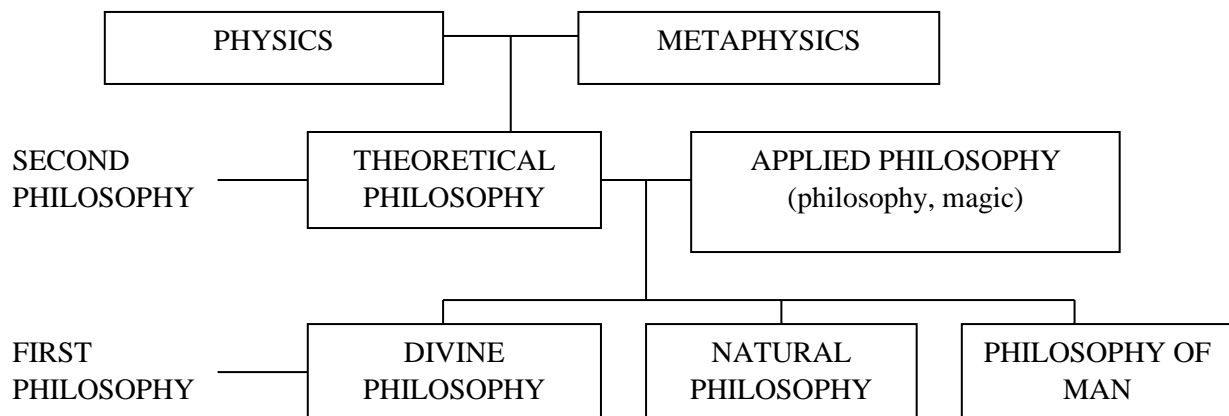 PHYSICS
METAPHYSICS
SECOND
PHILOSOPHY
THEORETICAL
PHILOSOPHY
APPLIED PHILOSOPHY
(philosophy, magic)
FIRST
PHILOSOPHY
DIVINE
PHILOSOPHY
NATURAL
PHILOSOPHY
PHILOSOPHY OF
MAN